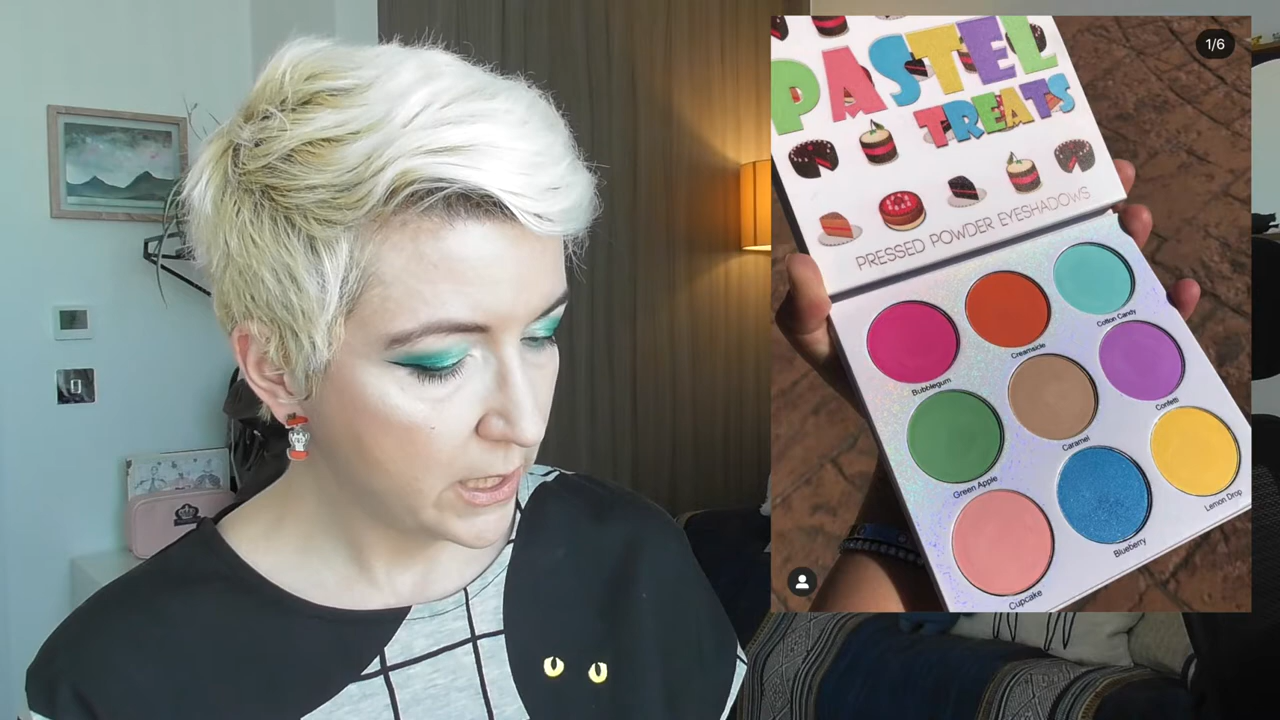 1/6
PASTEL
TREATS
PRESSED POWDER EYESHADOWS
Bubblegum
Creamsicle
Cotton Candy
Green Apple
Caramel
Confetti
Cupcake
Blueberry
Lemon Drop